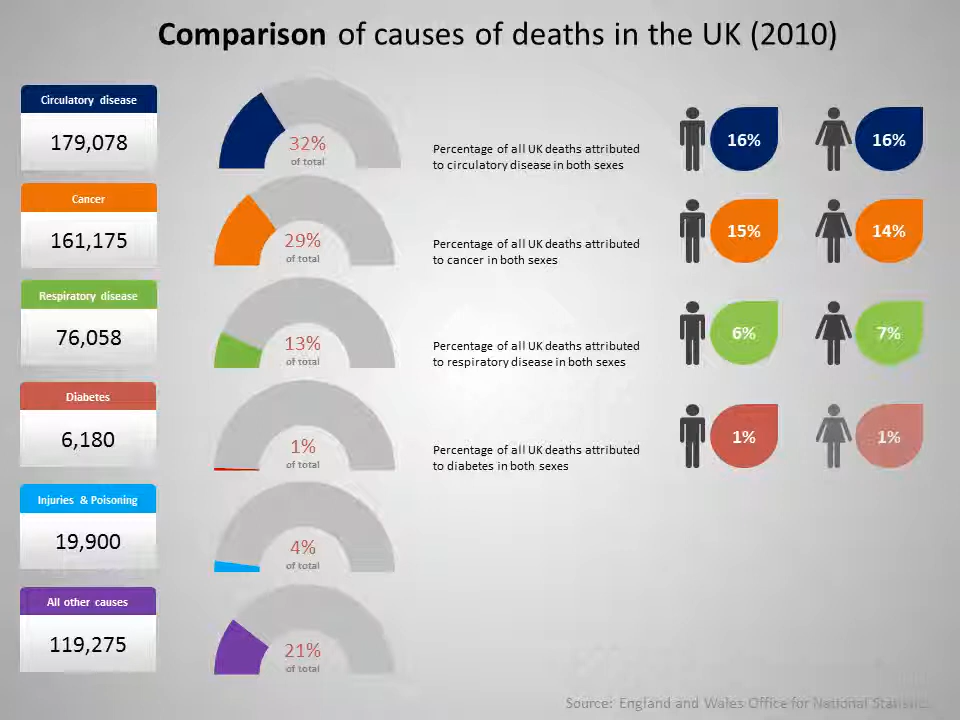 Comparison of causes of deaths in the UK (2010)
Circulatory disease
179,078
32%
of total
Percentage of all UK deaths attributed
to circulatory disease in both sexes
16%
16%
Cancer
161,175
29%
of total
Percentage of all UK deaths attributed
to cancer in both sexes
15%
14%
Respiratory disease
76,058
13%
of total
Percentage of all UK deaths attributed
to respiratory disease in both sexes
6%
7%
Diabetes
6,180
1%
of total
Percentage of all UK deaths attributed
to diabetes in both sexes
1%
1%
Injuries & Poisoning
19,900
4%
of total
All other causes
119,275
21%
of total
Source: England and Wales Office for National Statistics